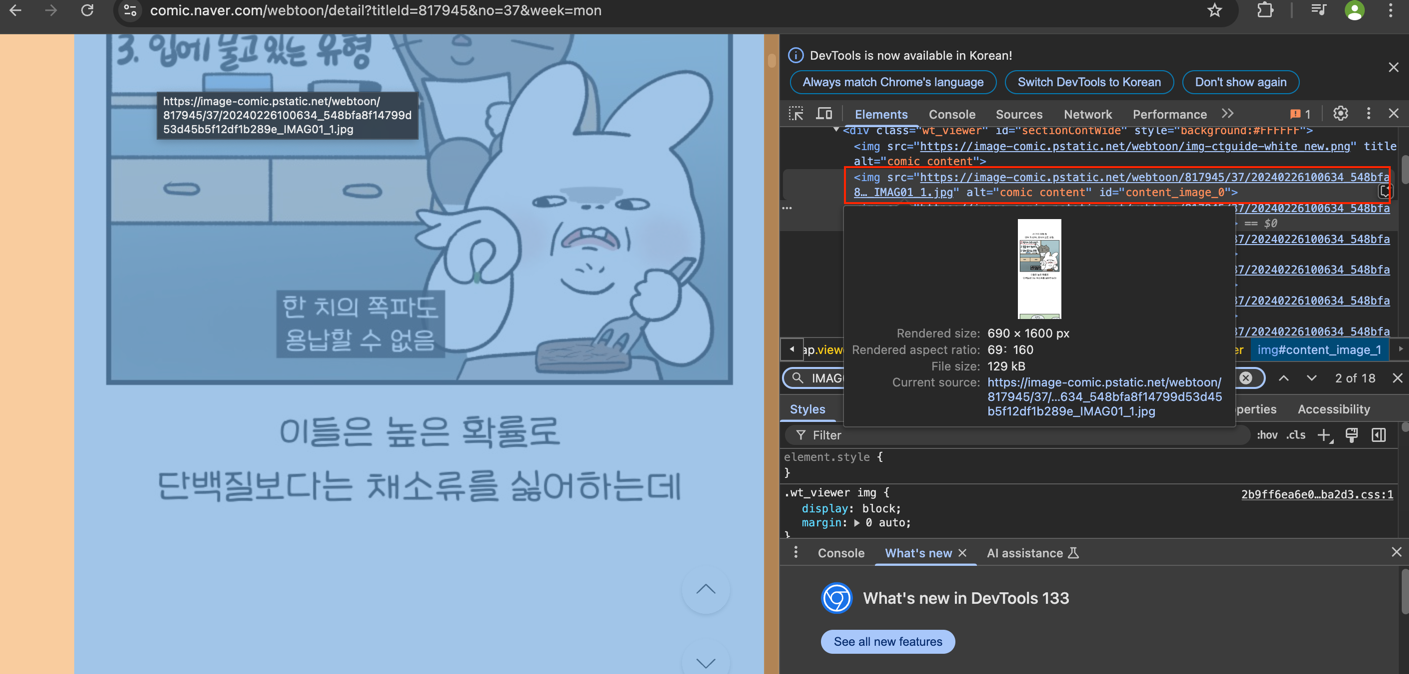 comic.naver.com/webtoon/detail?titleId=817945&no=37&week=mon
3. 입에 물고 있는 유형
https://image-comic.pstatic.net/webtoon/
817945/37/20240226100634_548bfa8f14799d
53d45b5f12df1b289e_IMAG01_1.jpg
한 치의 쪽파도
용납할 수 없음
이들은 높은 확률로
단백질보다는 채소류를 싫어하는데
DevTools is now available in Korean!
Always match Chrome's language
Switch DevTools to Korean
Don't show again
Elements Console Sources Network Performance 1
<div class="wt_viewer" id="sectionContWide" style="background:#FFFFFF">
<img src="https://image-comic.pstatic.net/webtoon/img-ctguide-white_new.png" title
alt="comic content">
<img src="https://image-comic.pstatic.net/webtoon/817945/37/20240226100634_548bfa
8…_IMAG01_1.jpg" alt="comic content" id="content_image_0">
37/20240226100634_548bfa
== $0
37/20240226100634_548bfa
37/20240226100634_548bfa
37/20240226100634_548bfa
37/20240226100634_548bfa
Rendered size: 690 × 1600 px
Rendered aspect ratio: 69∶160
File size: 129 kB
Current source: https://image-comic.pstatic.net/webtoon/
817945/37/…634_548bfa8f14799d53d45
b5f12df1b289e_IMAG01_1.jpg
ap.view
er img#content_image_1
IMAG
2 of 18
Styles
perties Accessibility
Filter
:hov .cls
element.style {
}
.wt_viewer img { 2b9ff6ea6e0…ba2d3.css:1
display: block;
margin: 0 auto;
}
Console What's new AI assistance
What's new in DevTools 133
See all new features